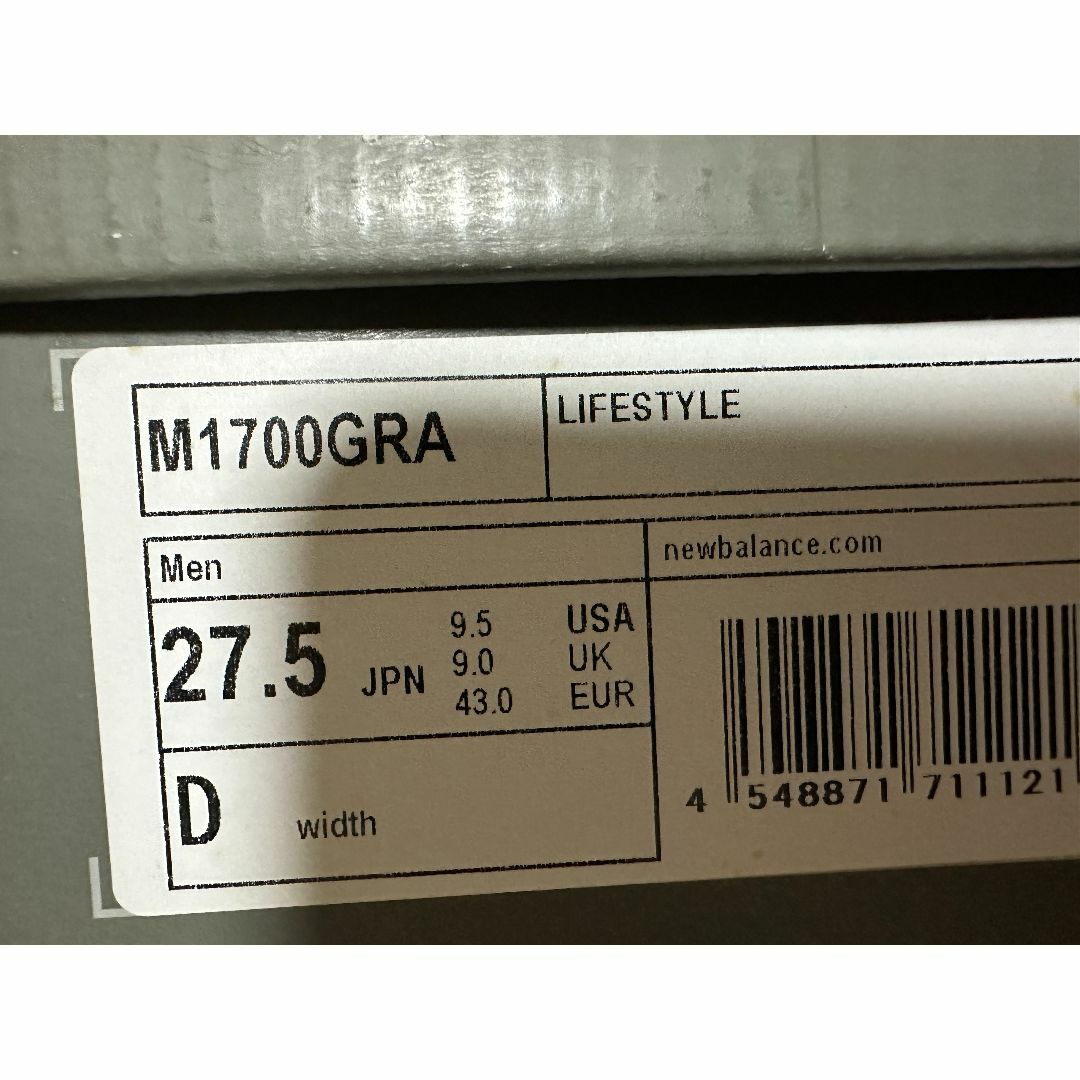 M1700GRA
LIFESTYLE
Men
newbalance.com
27.5 JPN
9.5 USA
9.0 UK
43.0 EUR
D width
4 548871 711121